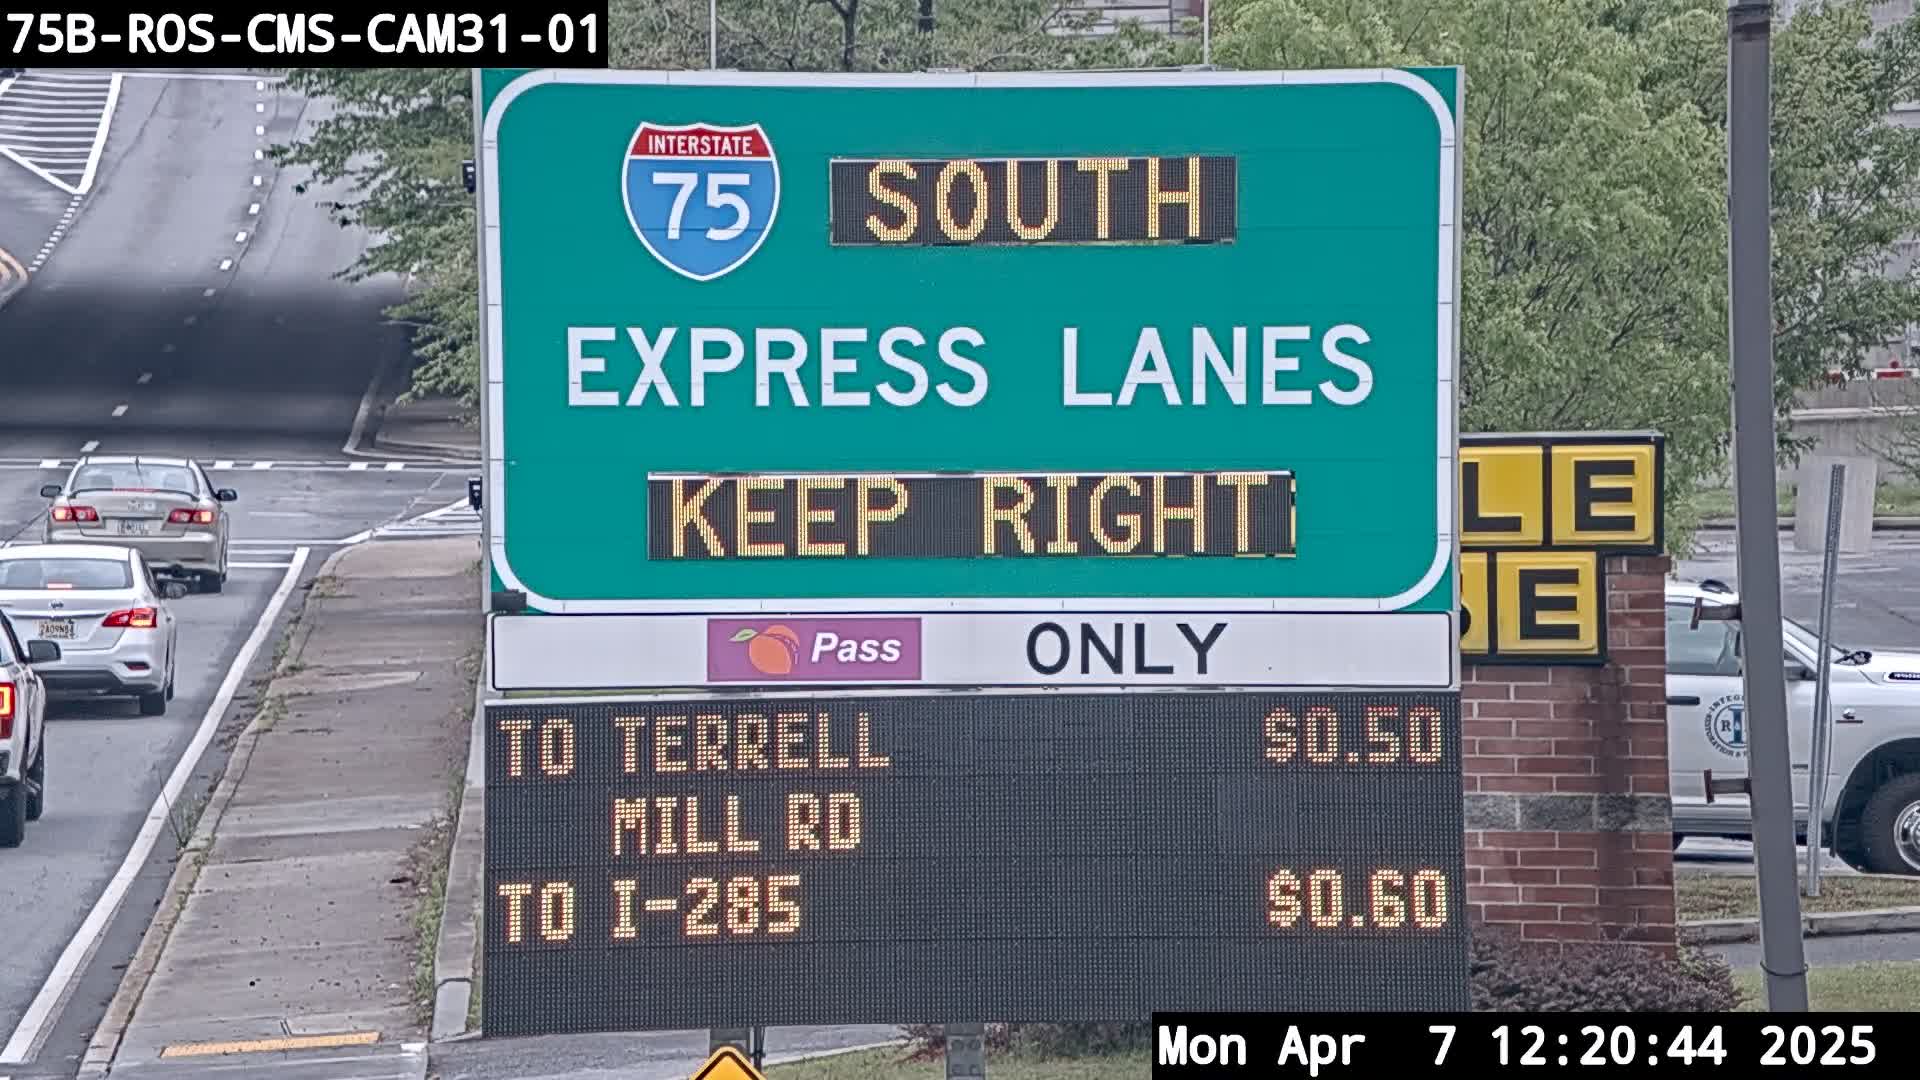 75B-ROS-CMS-CAM31-01
INTERSTATE
75
SOUTH
EXPRESS LANES
KEEP RIGHT
Pass ONLY
TO TERRELL $0.50
MILL RD
TO I-285 $0.60
LE
E
Mon Apr 7 12:20:44 2025